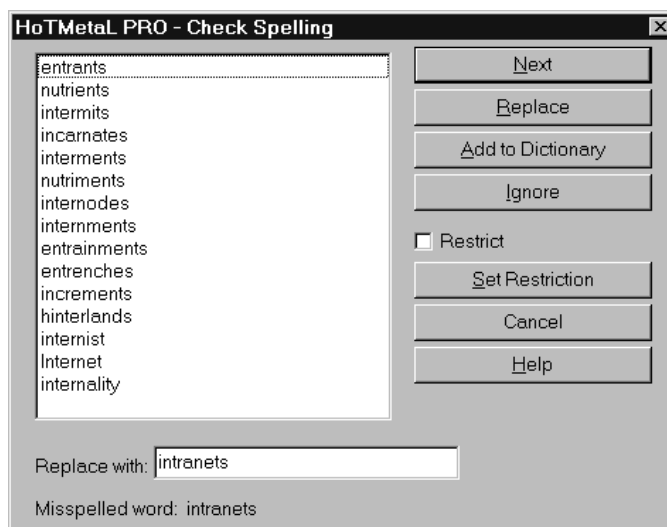 HoTMetaL PRO - Check Spelling
entrants
nutrients
intermits
incarnates
interments
nutriments
internodes
internments
entrainments
entrenches
increments
hinterlands
internist
Internet
internality
Next
Replace
Add to Dictionary
Ignore
Restrict
Set Restriction
Cancel
Help
Replace with: intranets
Misspelled word: intranets